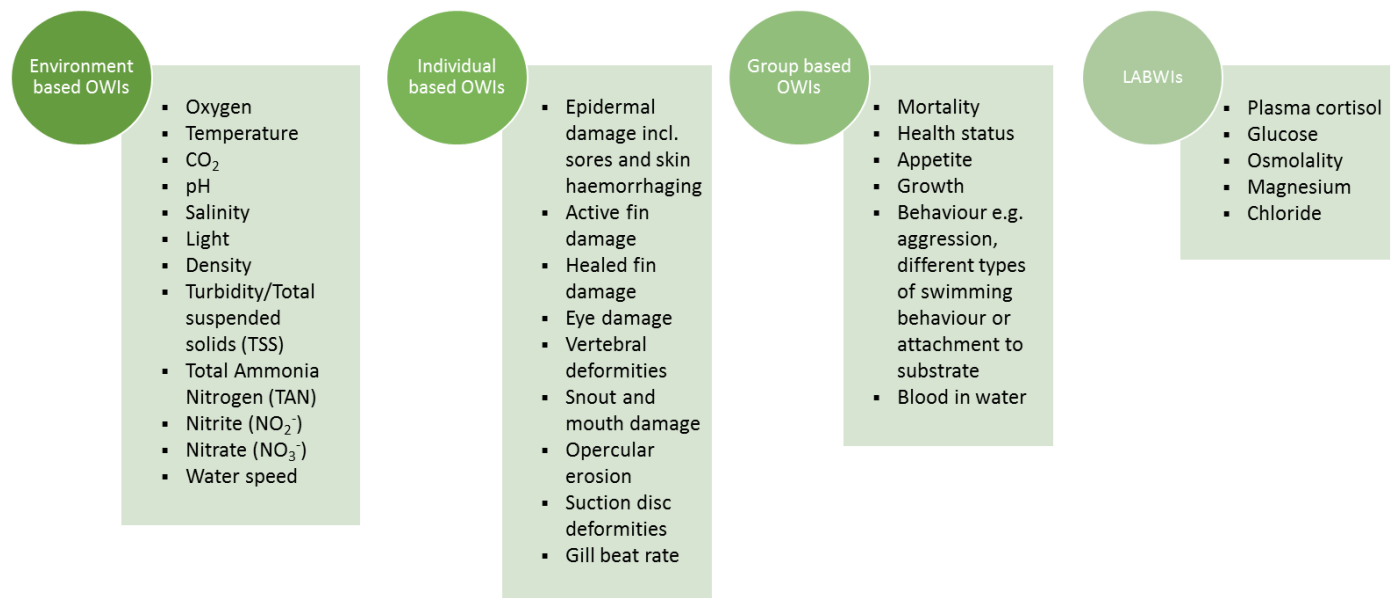 Environment
based OWIs
▪ Oxygen
▪ Temperature
▪ CO₂
▪ pH
▪ Salinity
▪ Light
▪ Density
▪ Turbidity/Total
suspended
solids (TSS)
▪ Total Ammonia
Nitrogen (TAN)
▪ Nitrite (NO₂⁻)
▪ Nitrate (NO₃⁻)
▪ Water speed
Individual
based OWIs
▪ Epidermal
damage incl.
sores and skin
haemorrhaging
▪ Active fin
damage
▪ Healed fin
damage
▪ Eye damage
▪ Vertebral
deformities
▪ Snout and
mouth damage
▪ Opercular
erosion
▪ Suction disc
deformities
▪ Gill beat rate
Group based
OWIs
▪ Mortality
▪ Health status
▪ Appetite
▪ Growth
▪ Behaviour e.g.
aggression,
different types
of swimming
behaviour or
attachment to
substrate
▪ Blood in water
LABWIs
▪ Plasma cortisol
▪ Glucose
▪ Osmolality
▪ Magnesium
▪ Chloride